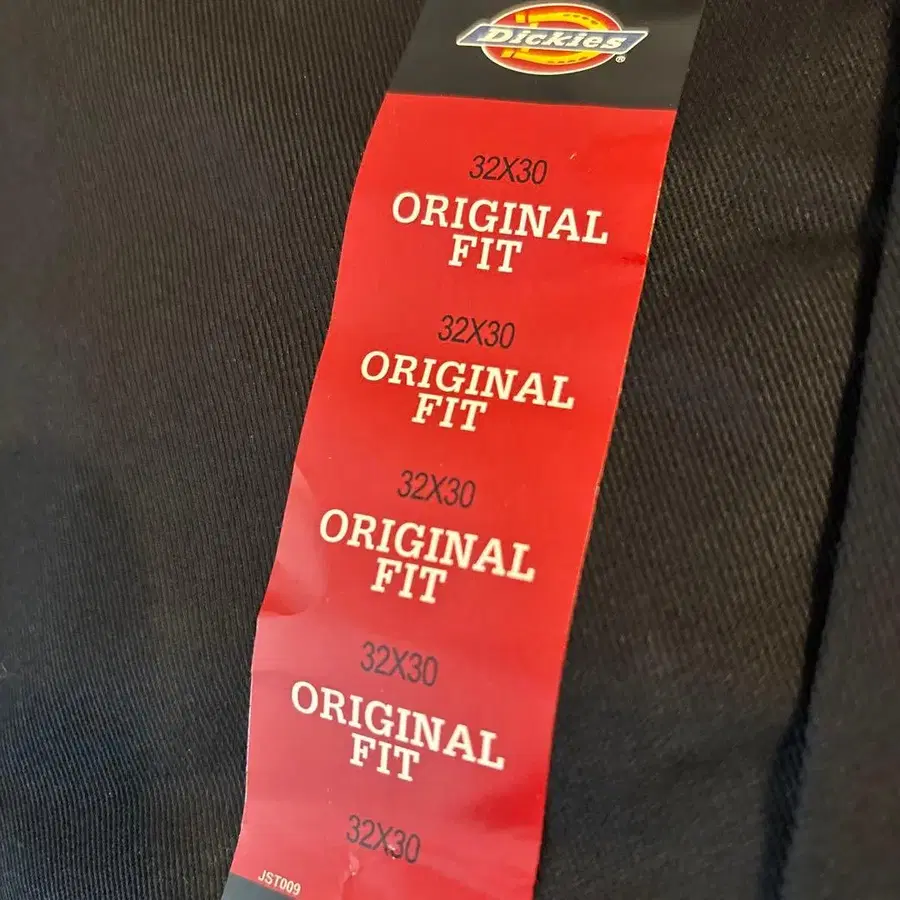 Dickies®
32X30
ORIGINAL
FIT
32X30
ORIGINAL
FIT
32X30
ORIGINAL
FIT
32X30
ORIGINAL
FIT
32X30
JST009